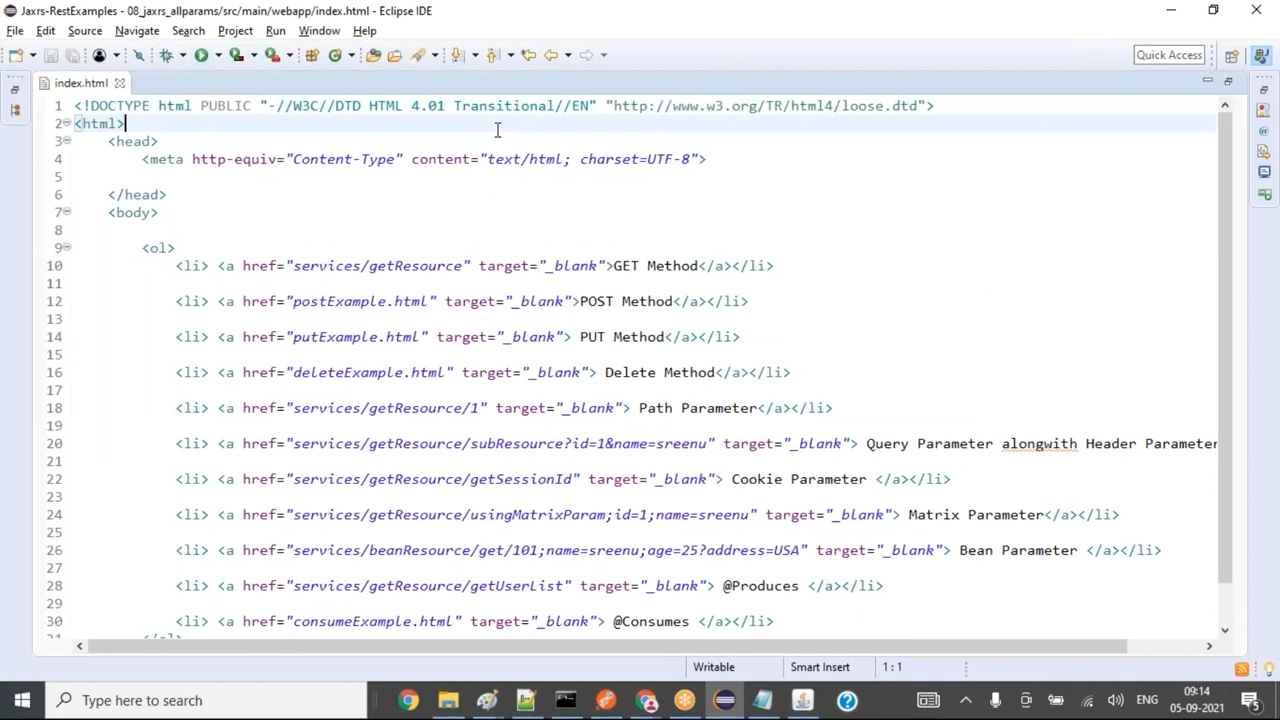 Jaxrs-RestExamples - 08_jaxrs_allparams/src/main/webapp/index.html - Eclipse IDE
File Edit Source Refactor Navigate Search Project Run Window Help
Quick Access
index.html
1 <!DOCTYPE html PUBLIC "-//W3C//DTD HTML 4.01 Transitional//EN" "http://www.w3.org/TR/html4/loose.dtd">
2 <html>
3 <head>
4 <meta http-equiv="Content-Type" content="text/html; charset=UTF-8">
5
6 </head>
7 <body>
8
9 <ol>
10 <li> <a href="services/getResource" target="_blank">GET Method</a></li>
11
12 <li> <a href="postExample.html" target="_blank">POST Method</a></li>
13
14 <li> <a href="putExample.html" target="_blank"> PUT Method</a></li>
15
16 <li> <a href="deleteExample.html" target="_blank"> Delete Method</a></li>
17
18 <li> <a href="services/getResource/1" target="_blank"> Path Parameter</a></li>
19
20 <li> <a href="services/getResource/subResource?id=1&name=sreenu" target="_blank"> Query Parameter alongwith Header Parameter
21
22 <li> <a href="services/getResource/getSessionId" target="_blank"> Cookie Parameter </a></li>
23
24 <li> <a href="services/getResource/usingMatrixParam;id=1;name=sreenu" target="_blank"> Matrix Parameter</a></li>
25
26 <li> <a href="services/beanResource/get/101;name=sreenu;age=25?address=USA" target="_blank"> Bean Parameter </a></li>
27
28 <li> <a href="services/getResource/getUserList" target="_blank"> @Produces </a></li>
29
30 <li> <a href="consumeExample.html" target="_blank"> @Consumes </a></li>
31 </ol>
Writable Smart Insert 1 : 1
Type here to search
ENG
09:14
05-09-2021
5